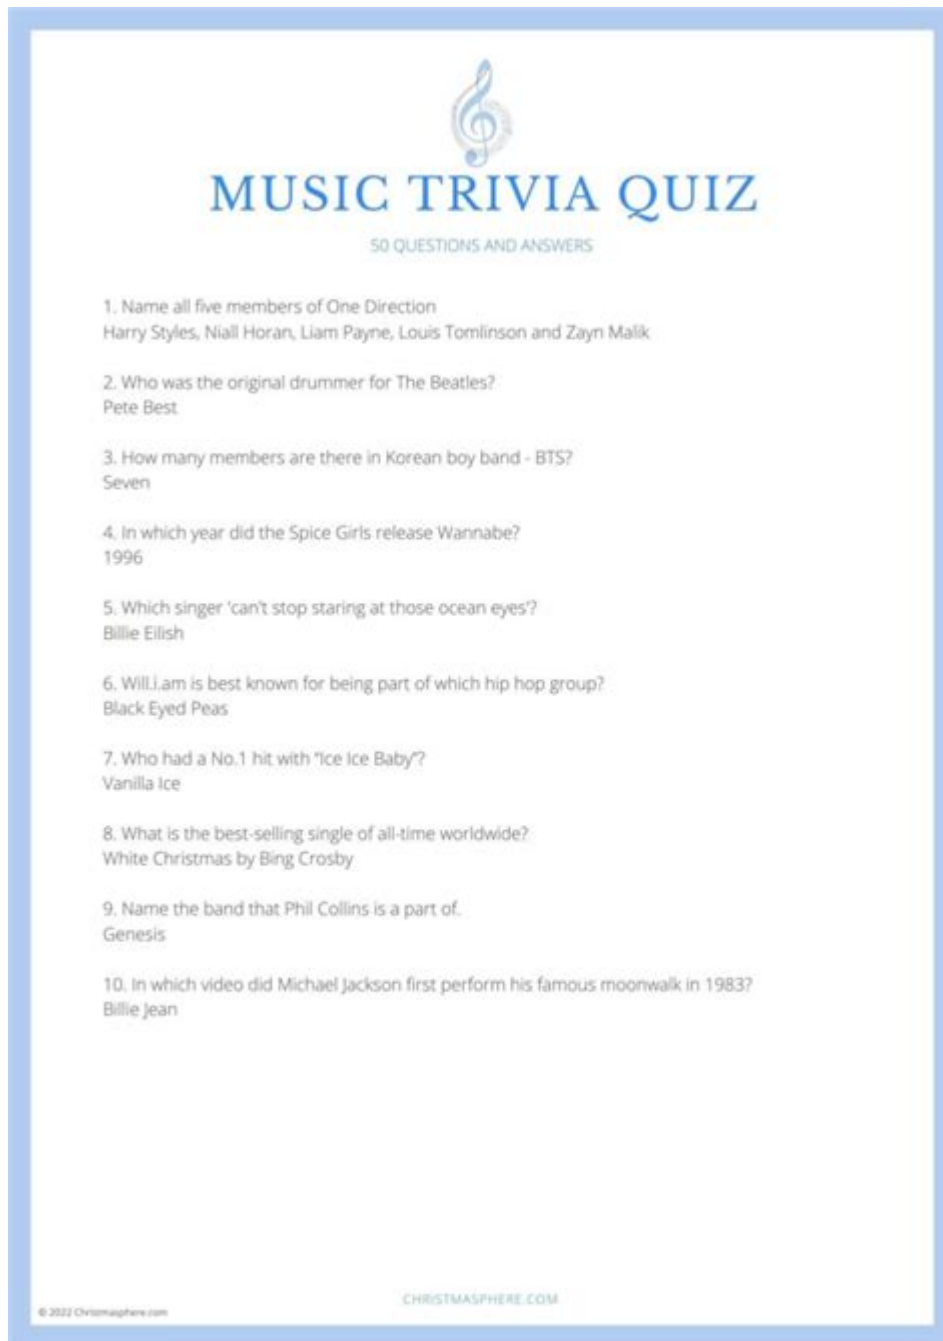 MUSIC TRIVIA QUIZ
50 QUESTIONS AND ANSWERS
1. Name all five members of One Direction
Harry Styles, Niall Horan, Liam Payne, Louis Tomlinson and Zayn Malik
2. Who was the original drummer for The Beatles?
Pete Best
3. How many members are there in Korean boy band - BTS?
Seven
4. In which year did the Spice Girls release Wannabe?
1996
5. Which singer 'can't stop staring at those ocean eyes'?
Billie Eilish
6. Will.i.am is best known for being part of which hip hop group?
Black Eyed Peas
7. Who had a No.1 hit with “Ice Ice Baby”?
Vanilla Ice
8. What is the best-selling single of all-time worldwide?
White Christmas by Bing Crosby
9. Name the band that Phil Collins is a part of.
Genesis
10. In which video did Michael Jackson first perform his famous moonwalk in 1983?
Billie Jean
CHRISTMASPHERE.COM
© 2022 Christmasphere.com